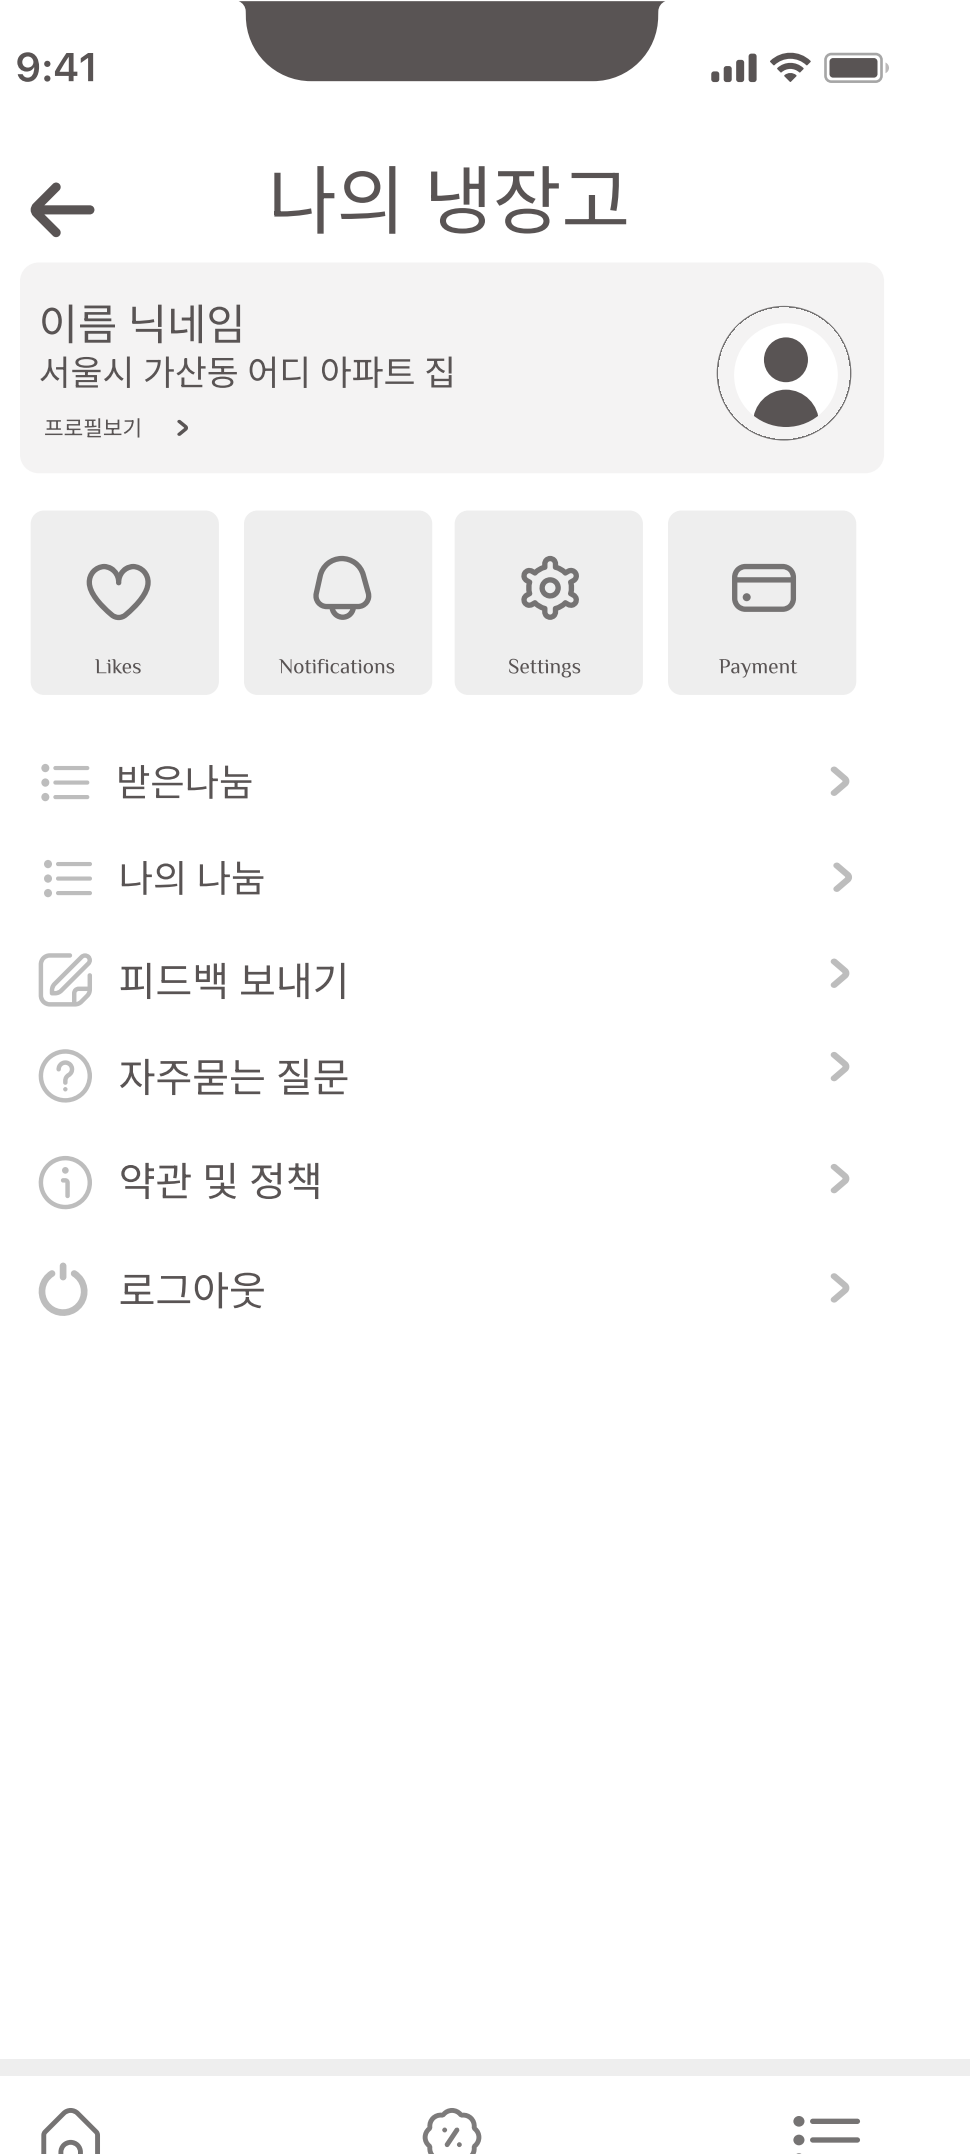 9:41
나의 냉장고
이름 닉네임
서울시 가산동 어디 아파트 집
프로필보기
Likes
Notifications
Settings
Payment
받은나눔
나의 나눔
피드백 보내기
자주묻는 질문
약관 및 정책
로그아웃